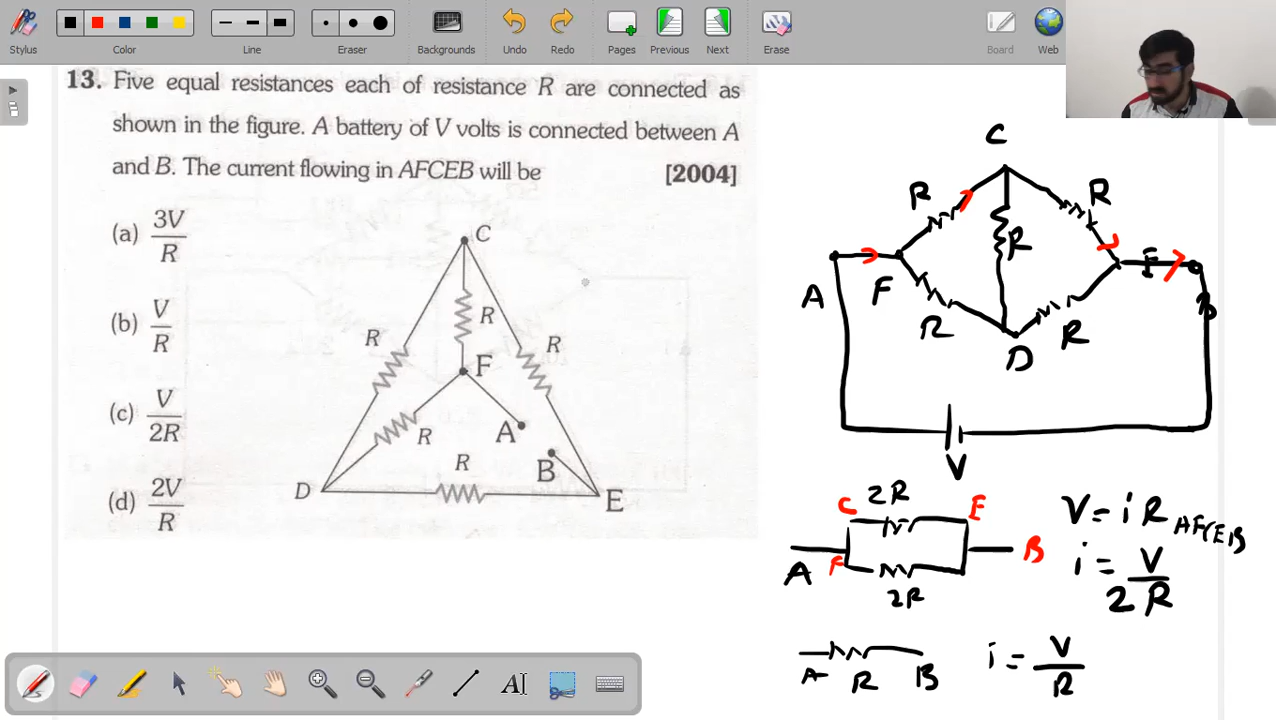 Stylus
Color
Line
Eraser
Backgrounds
Undo
Redo
Pages
Previous
Next
Erase
Board
Web
13. Five equal resistances each of resistance R are connected as
shown in the figure. A battery of V volts is connected between A
and B. The current flowing in AFCEB will be [2004]
(a) 3V/R
(b) V/R
(c) V/2R
(d) 2V/R
C
R
R
R
F
R
A
B
R
D
E
C
R
R
R
A
F
E
B
R
R
D
V
C 2R E
A F B
2R
V = i R AFCEB
i = V/2R
A R B
i = V/R
AI